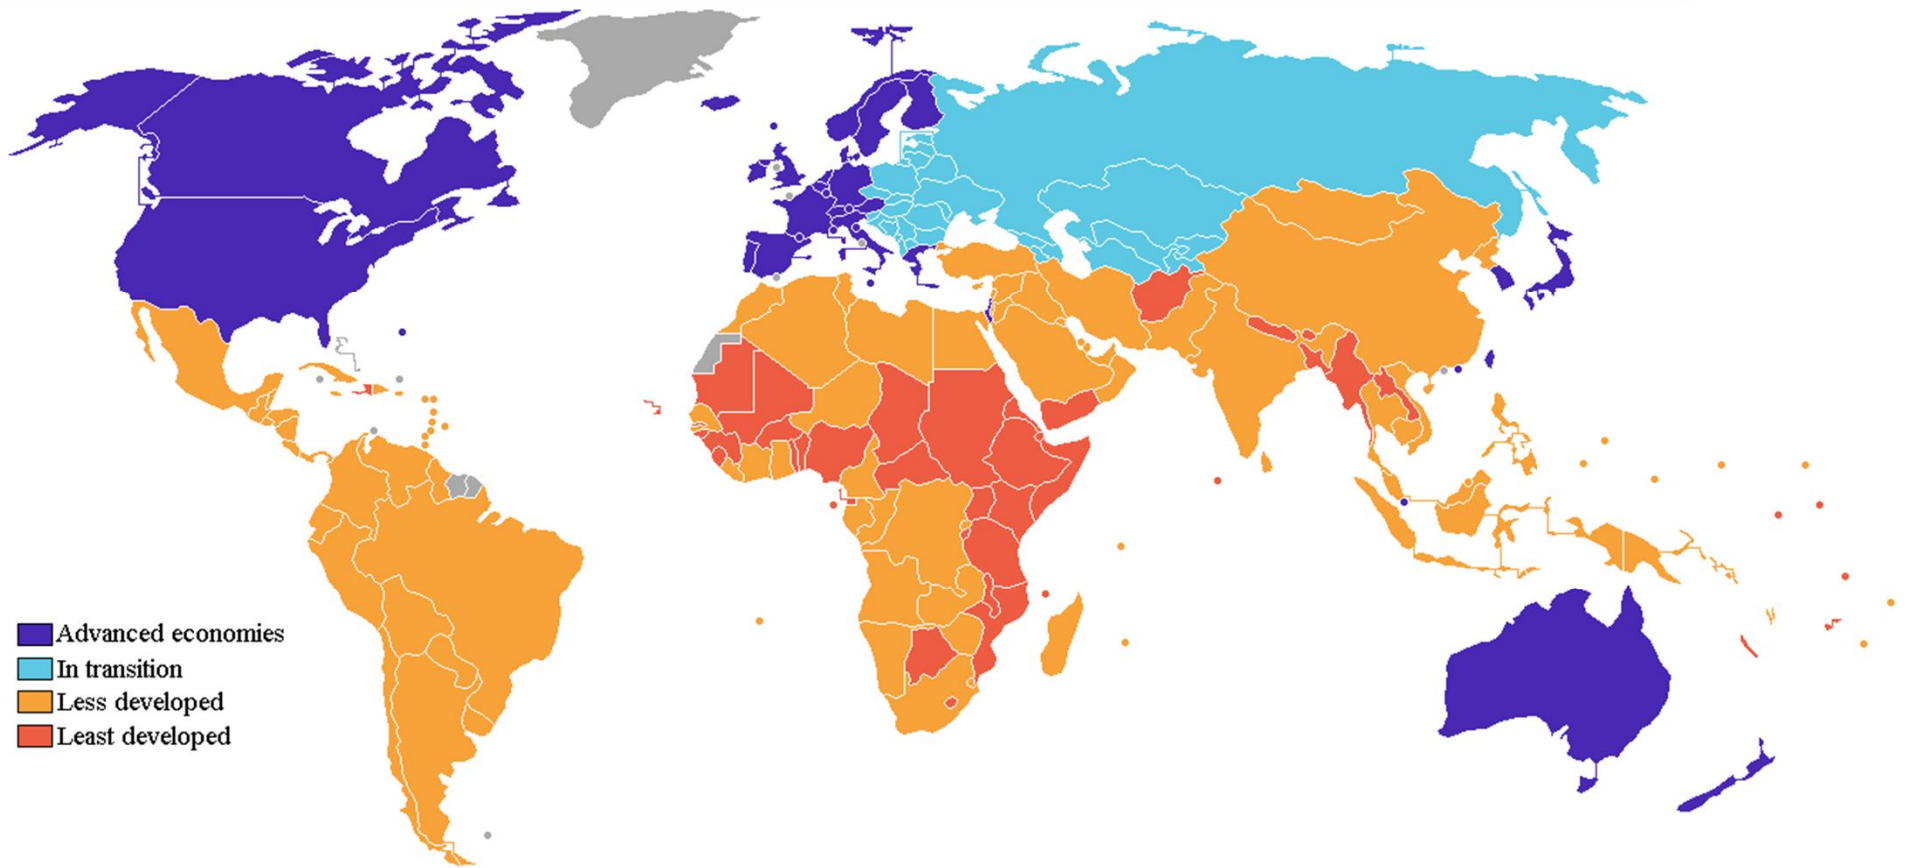 Advanced economies
In transition
Less developed
Least developed